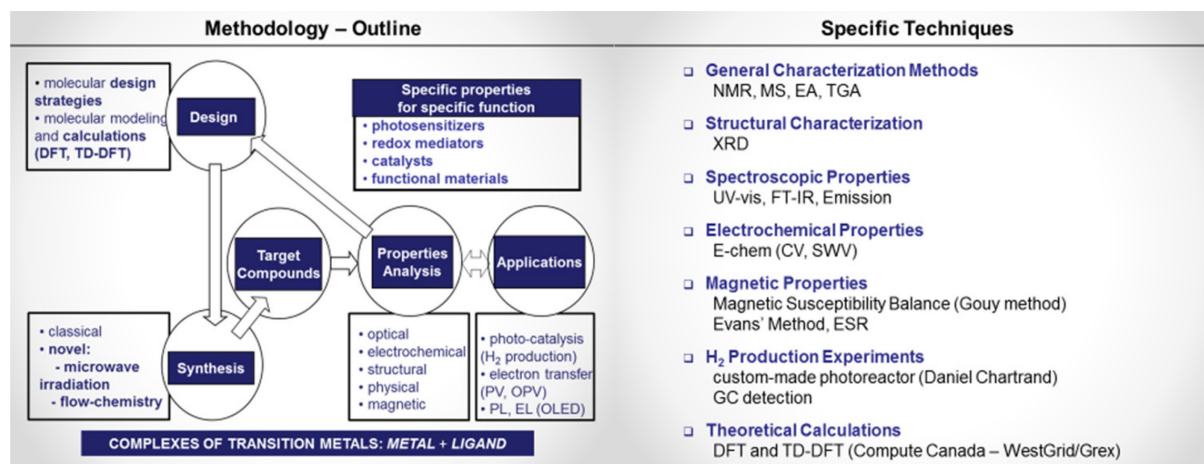 Methodology – Outline
• molecular design
strategies
• molecular modeling
and calculations
(DFT, TD-DFT)
Design
Specific properties
for specific function
• photosensitizers
• redox mediators
• catalysts
• functional materials
Target
Compounds
Properties
Analysis
Applications
• classical
• novel:
- microwave
irradiation
- flow-chemistry
Synthesis
• optical
• electrochemical
• structural
• physical
• magnetic
• photo-catalysis
(H₂ production)
• electron transfer
(PV, OPV)
• PL, EL (OLED)
COMPLEXES OF TRANSITION METALS: METAL + LIGAND
Specific Techniques
❑ General Characterization Methods
NMR, MS, EA, TGA
❑ Structural Characterization
XRD
❑ Spectroscopic Properties
UV-vis, FT-IR, Emission
❑ Electrochemical Properties
E-chem (CV, SWV)
❑ Magnetic Properties
Magnetic Susceptibility Balance (Gouy method)
Evans' Method, ESR
❑ H₂ Production Experiments
custom-made photoreactor (Daniel Chartrand)
GC detection
❑ Theoretical Calculations
DFT and TD-DFT (Compute Canada – WestGrid/Grex)